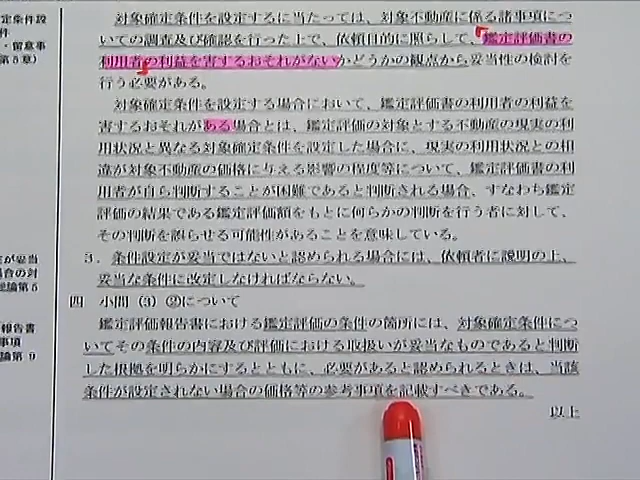 定条件設
件
・留意事
第5章）
対象確定条件を設定するに当たっては、対象不動産に係る諸事項につ
いての調査及び確認を行った上で、依頼目的に照らして、鑑定評価書の
利用者の利益を害するおそれがないかどうかの観点から妥当性の検討を
行う必要がある。
対象確定条件を設定する場合において、鑑定評価書の利用者の利益を
害するおそれがある場合とは、鑑定評価の対象とする不動産の現実の利
用状況と異なる対象確定条件を設定した場合に、現実の利用状況との相
違が対象不動産の価格に与える影響の程度等について、鑑定評価書の利
用者が自ら判断することが困難であると判断される場合、すなわち鑑定
評価の結果である鑑定評価額をもとに何らかの判断を行う者に対して、
その判断を誤らせる可能性があることを意味している。
定が妥当
場合の対
総論第5
3．条件設定が妥当ではないと認められる場合には、依頼者に説明の上、
妥当な条件に改定しなければならない。
四 小問（3）②について
報告書
事項
論第9
鑑定評価報告書における鑑定評価の条件の箇所には、対象確定条件につ
いてその条件の内容及び評価における取扱いが妥当なものであると判断
した根拠を明らかにするとともに、必要があると認められるときは、当該
条件が設定されない場合の価格等の参考事項を記載すべきである。
以上